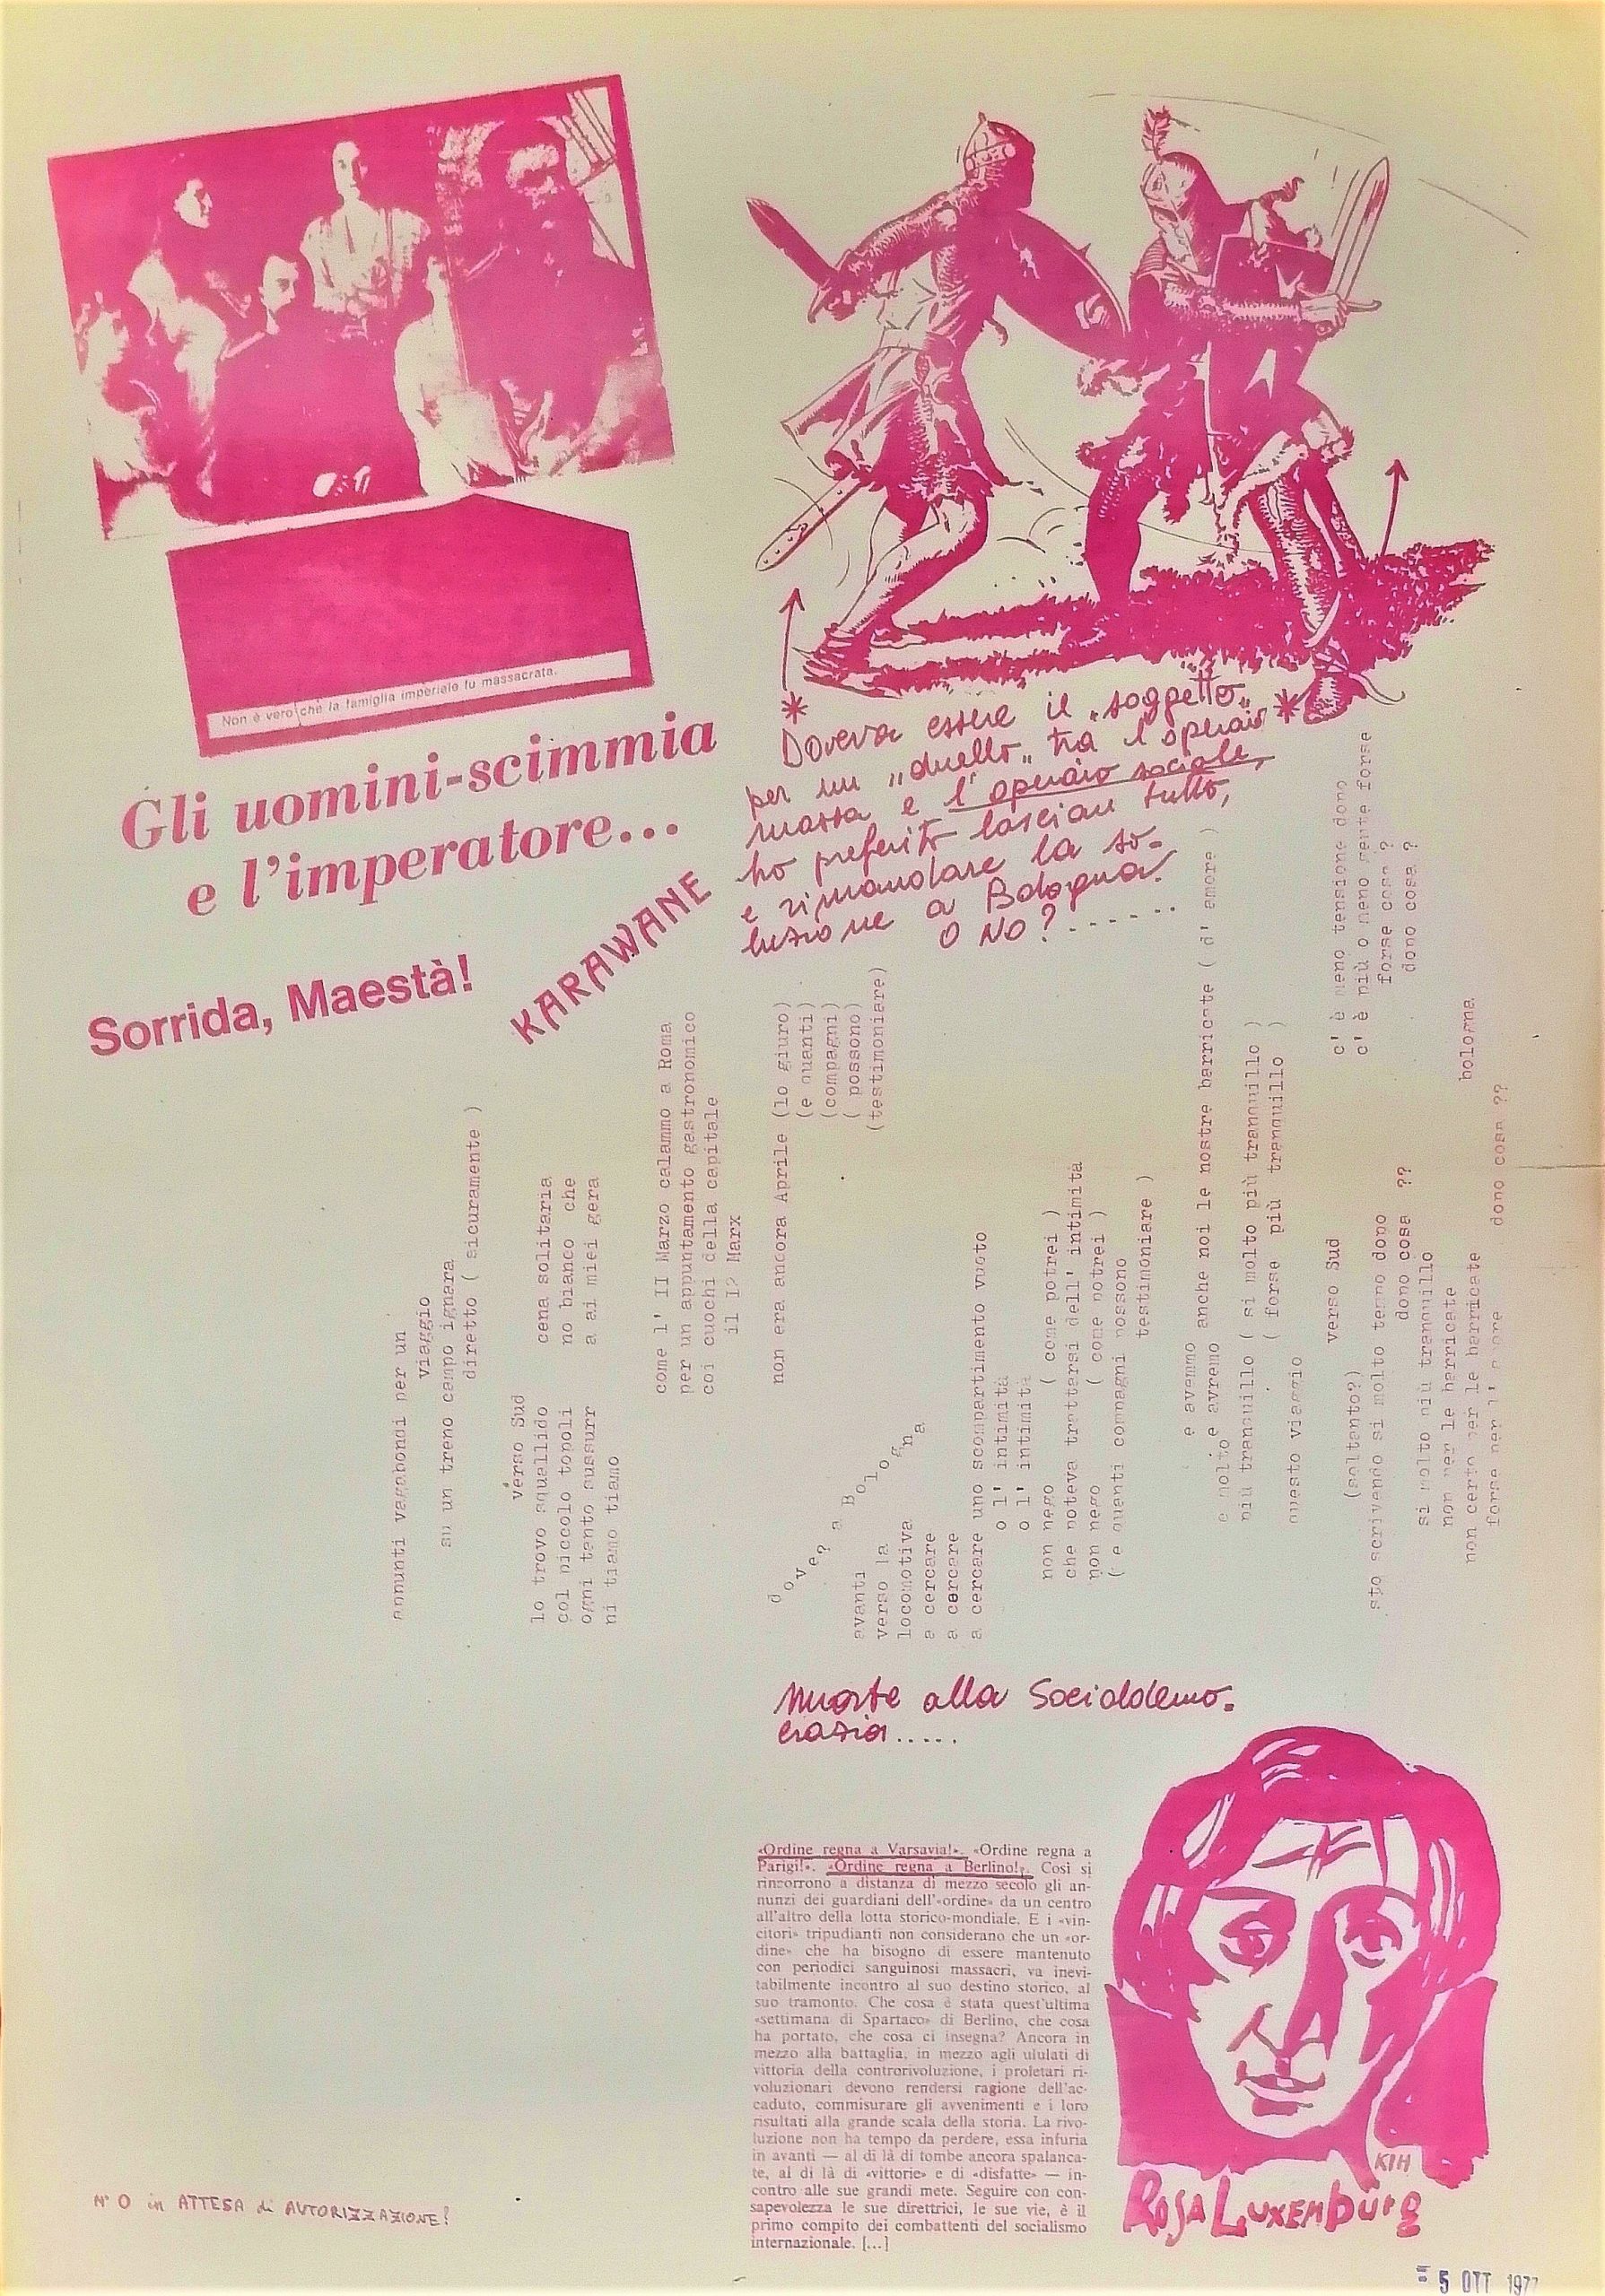 Non è vero che la famiglia imperiale fu massacrata.
Gli uomini-scimmia
e l'imperatore...
Sorrida, Maestà!
KARAWANE
* Doveva essere il "soggetto" *
per un "duello" tra l'operaio
massa e l'operaio sociale,
ho preferito lasciar tutto,
e rimandare la so-
luzione a Bologna.
O NO?......
appunti vagabondi per un
viaggio
su un treno campo ignara
diretto ( sicuramente )
verso Sud
lo trovo squallido cena solitaria
col piccolo topoli no bianco che
ogni tanto sussurr a ai miei gera
ni tiamo tiamo
come l' II Marzo calammo a Roma
per un appuntamento gastronomico
coi cuochi della capitale
il I2 Marx
non era ancora Aprile (lo giuro)
(e quanti)
(compagni)
( possono)
(testimoniare)
dove? a Bologna
avanti
verso la
locomotiva
a cercare
a cercare
a cercare uno scompartimento vuoto
o l' intimità
o l' intimità
non nego ( come potrei )
che poteva trattarsi dell' intimità
non nego ( come potrei )
( e quanti compagni possono
testimoniare )
e avemmo anche noi le nostre barricate ( d' amore )
e molto e avremo
più tranquillo ( si molto più tranquillo )
( forse più tranquillo )
questo viaggio
verso Sud
(soltanto?)
c' è meno tensione dopo
c' è più o meno gente forse
forse cosa ?
dopo cosa ?
sto scrivendo si molto tempo dopo
dopo cosa ??
si molto più tranquillo
non per le barricate
non certo per le barricate
bologna
forse per l' amore dopo cosa ??
Morte alla Socialdemo-
crazia.....
«Ordine regna a Varsavia!». «Ordine regna a
Parigi!». «Ordine regna a Berlino!». Così si
rincorrono a distanza di mezzo secolo gli an-
nunzi dei guardiani dell'«ordine» da un centro
all'altro della lotta storico-mondiale. E i «vin-
citori» tripudianti non considerano che un «or-
dine» che ha bisogno di essere mantenuto
con periodici sanguinosi massacri, va inevi-
tabilmente incontro al suo destino storico, al
suo tramonto. Che cosa è stata quest'ultima
«settimana di Spartaco» di Berlino, che cosa
ha portato, che cosa ci insegna? Ancora in
mezzo alla battaglia, in mezzo agli ululati di
vittoria della controrivoluzione, i proletari ri-
voluzionari devono rendersi ragione dell'ac-
caduto, commisurare gli avvenimenti e i loro
risultati alla grande scala della storia. La rivo-
luzione non ha tempo da perdere, essa infuria
in avanti — al di là di tombe ancora spalanca-
te, al di là di «vittorie» e di «disfatte» — in-
contro alle sue grandi mete. Seguire con con-
sapevolezza le sue direttrici, le sue vie, è il
primo compito dei combattenti del socialismo
internazionale. [...]
KIH
ROSA LUXEMBURG
N° 0 in ATTESA di AUTORIZZAZIONE!
5 OTT 1977